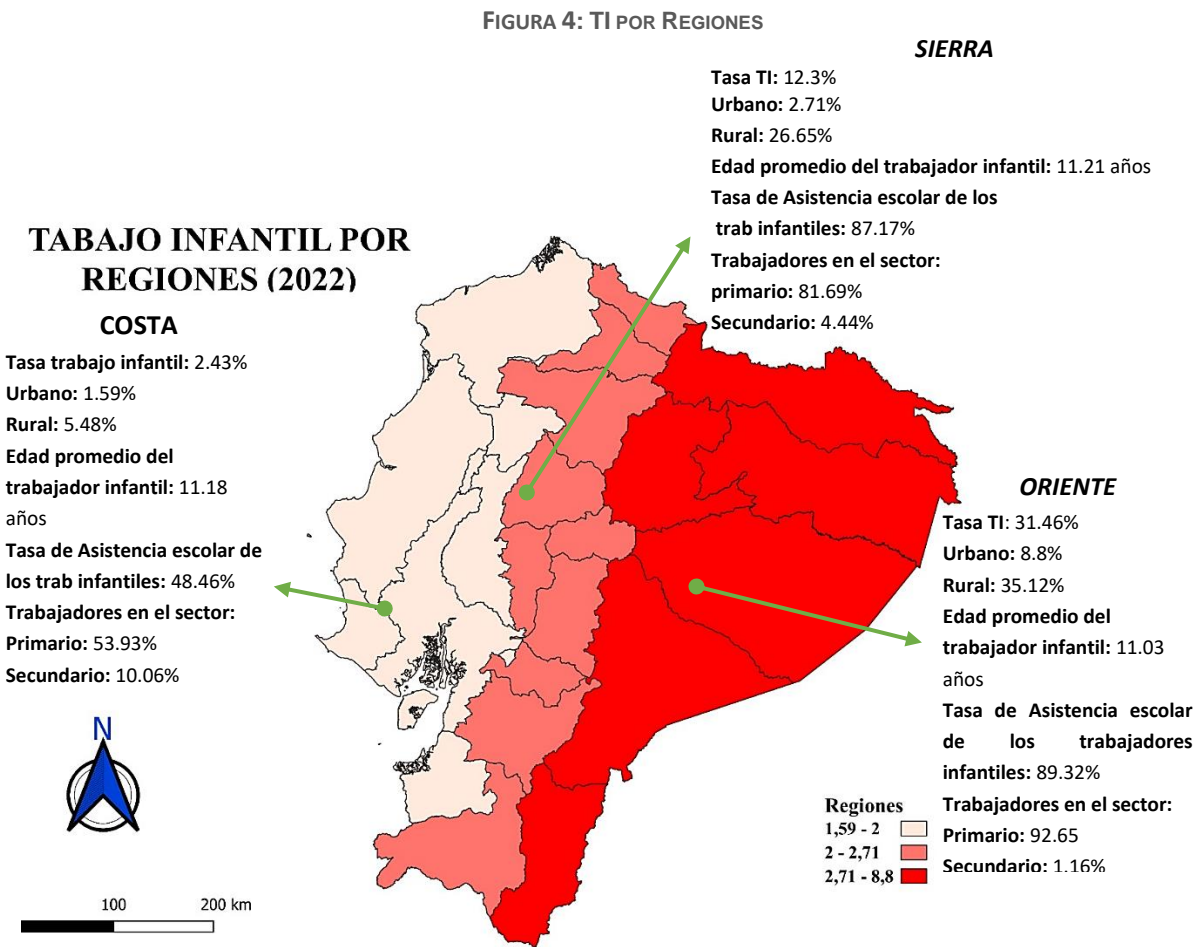 FIGURA 4: TI POR REGIONES
SIERRA
Tasa TI: 12.3%
Urbano: 2.71%
Rural: 26.65%
Edad promedio del trabajador infantil: 11.21 años
Tasa de Asistencia escolar de los
trab infantiles: 87.17%
Trabajadores en el sector:
primario: 81.69%
Secundario: 4.44%
TABAJO INFANTIL POR
REGIONES (2022)
COSTA
Tasa trabajo infantil: 2.43%
Urbano: 1.59%
Rural: 5.48%
Edad promedio del
trabajador infantil: 11.18
años
Tasa de Asistencia escolar de
los trab infantiles: 48.46%
Trabajadores en el sector:
Primario: 53.93%
Secundario: 10.06%
ORIENTE
Tasa TI: 31.46%
Urbano: 8.8%
Rural: 35.12%
Edad promedio del
trabajador infantil: 11.03
años
Tasa de Asistencia escolar
de los trabajadores
infantiles: 89.32%
Trabajadores en el sector:
Primario: 92.65
Secundario: 1.16%
N
Regiones
1,59 - 2
2 - 2,71
2,71 - 8,8
100 200 km